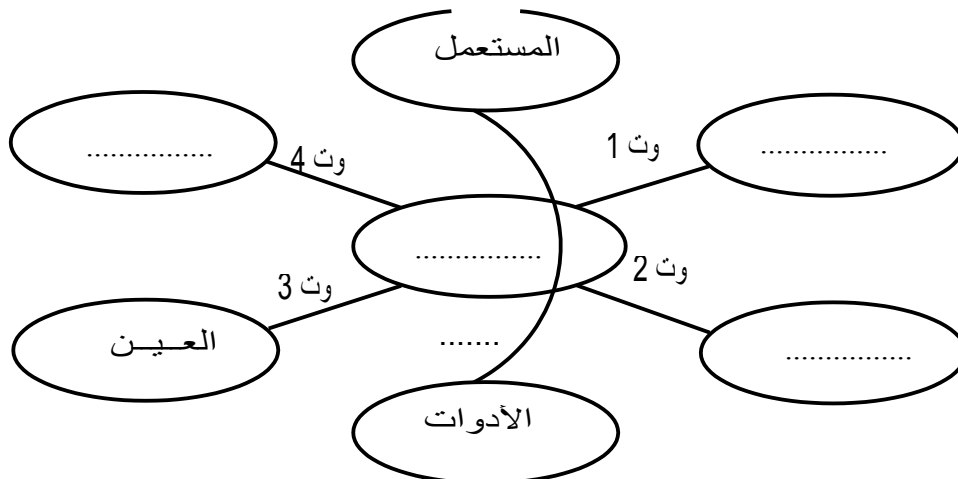 المستعمل
................
وت 1
وت 4
................
................
وت 2
وت 3
................
العـيـن
.......
الأدوات